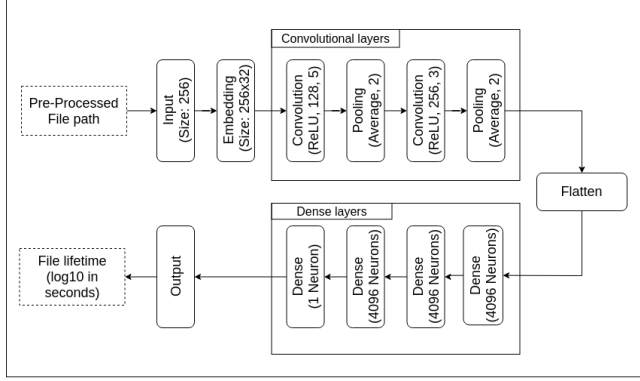 Convolutional layers
Pre-Processed
File path
Input
(Size: 256)
Embedding
(Size: 256x32)
Convolution
(ReLU, 128, 5)
Pooling
(Average, 2)
Convolution
(ReLU, 256, 3)
Pooling
(Average, 2)
Flatten
Dense layers
File lifetime
(log10 in
seconds)
Output
Dense
(1 Neuron)
Dense
(4096 Neurons)
Dense
(4096 Neurons)
Dense
(4096 Neurons)